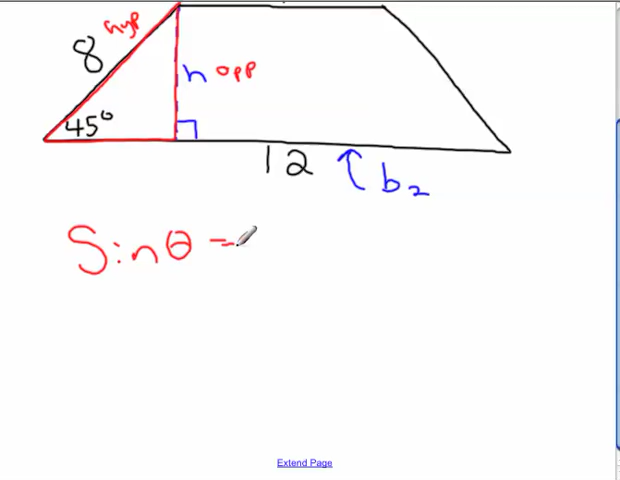 hyp
8
h opp
45°
12
b₂
Sinθ =
Extend Page